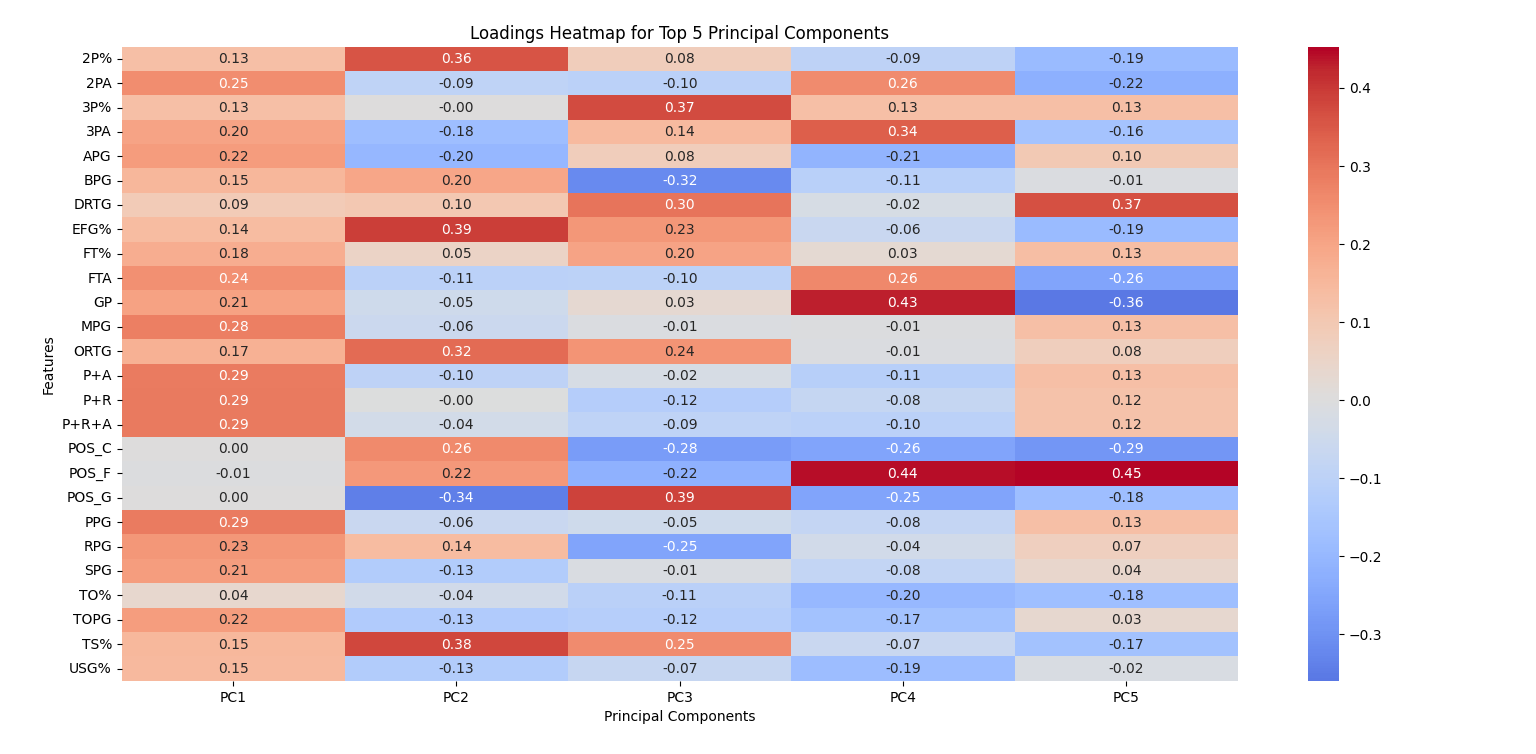 Loadings Heatmap for Top 5 Principal Components
2P% 0.13 0.36 0.08 -0.09 -0.19
2PA 0.25 -0.09 -0.10 0.26 -0.22
3P% 0.13 -0.00 0.37 0.13 0.13
3PA 0.20 -0.18 0.14 0.34 -0.16
APG 0.22 -0.20 0.08 -0.21 0.10
BPG 0.15 0.20 -0.32 -0.11 -0.01
DRTG 0.09 0.10 0.30 -0.02 0.37
EFG% 0.14 0.39 0.23 -0.06 -0.19
FT% 0.18 0.05 0.20 0.03 0.13
FTA 0.24 -0.11 -0.10 0.26 -0.26
GP 0.21 -0.05 0.03 0.43 -0.36
MPG 0.28 -0.06 -0.01 -0.01 0.13
ORTG 0.17 0.32 0.24 -0.01 0.08
P+A 0.29 -0.10 -0.02 -0.11 0.13
P+R 0.29 -0.00 -0.12 -0.08 0.12
P+R+A 0.29 -0.04 -0.09 -0.10 0.12
POS_C 0.00 0.26 -0.28 -0.26 -0.29
POS_F -0.01 0.22 -0.22 0.44 0.45
POS_G 0.00 -0.34 0.39 -0.25 -0.18
PPG 0.29 -0.06 -0.05 -0.08 0.13
RPG 0.23 0.14 -0.25 -0.04 0.07
SPG 0.21 -0.13 -0.01 -0.08 0.04
TO% 0.04 -0.04 -0.11 -0.20 -0.18
TOPG 0.22 -0.13 -0.12 -0.17 0.03
TS% 0.15 0.38 0.25 -0.07 -0.17
USG% 0.15 -0.13 -0.07 -0.19 -0.02
PC1 PC2 PC3 PC4 PC5
Principal Components
Features
0.4
0.3
0.2
0.1
0.0
−0.1
−0.2
−0.3